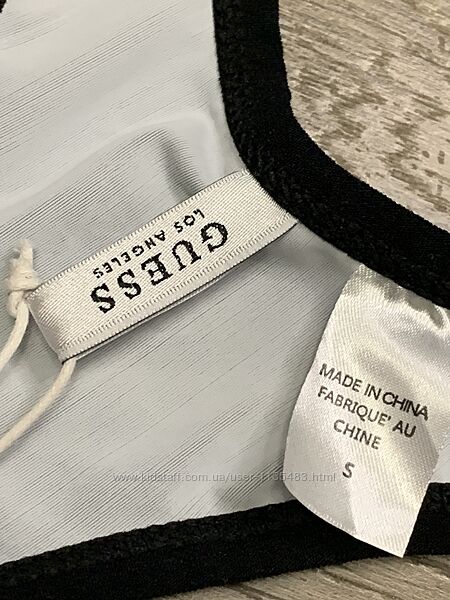 GUESS
LOS ANGELES
MADE IN CHINA
FABRIQUE' AU
CHINE
S